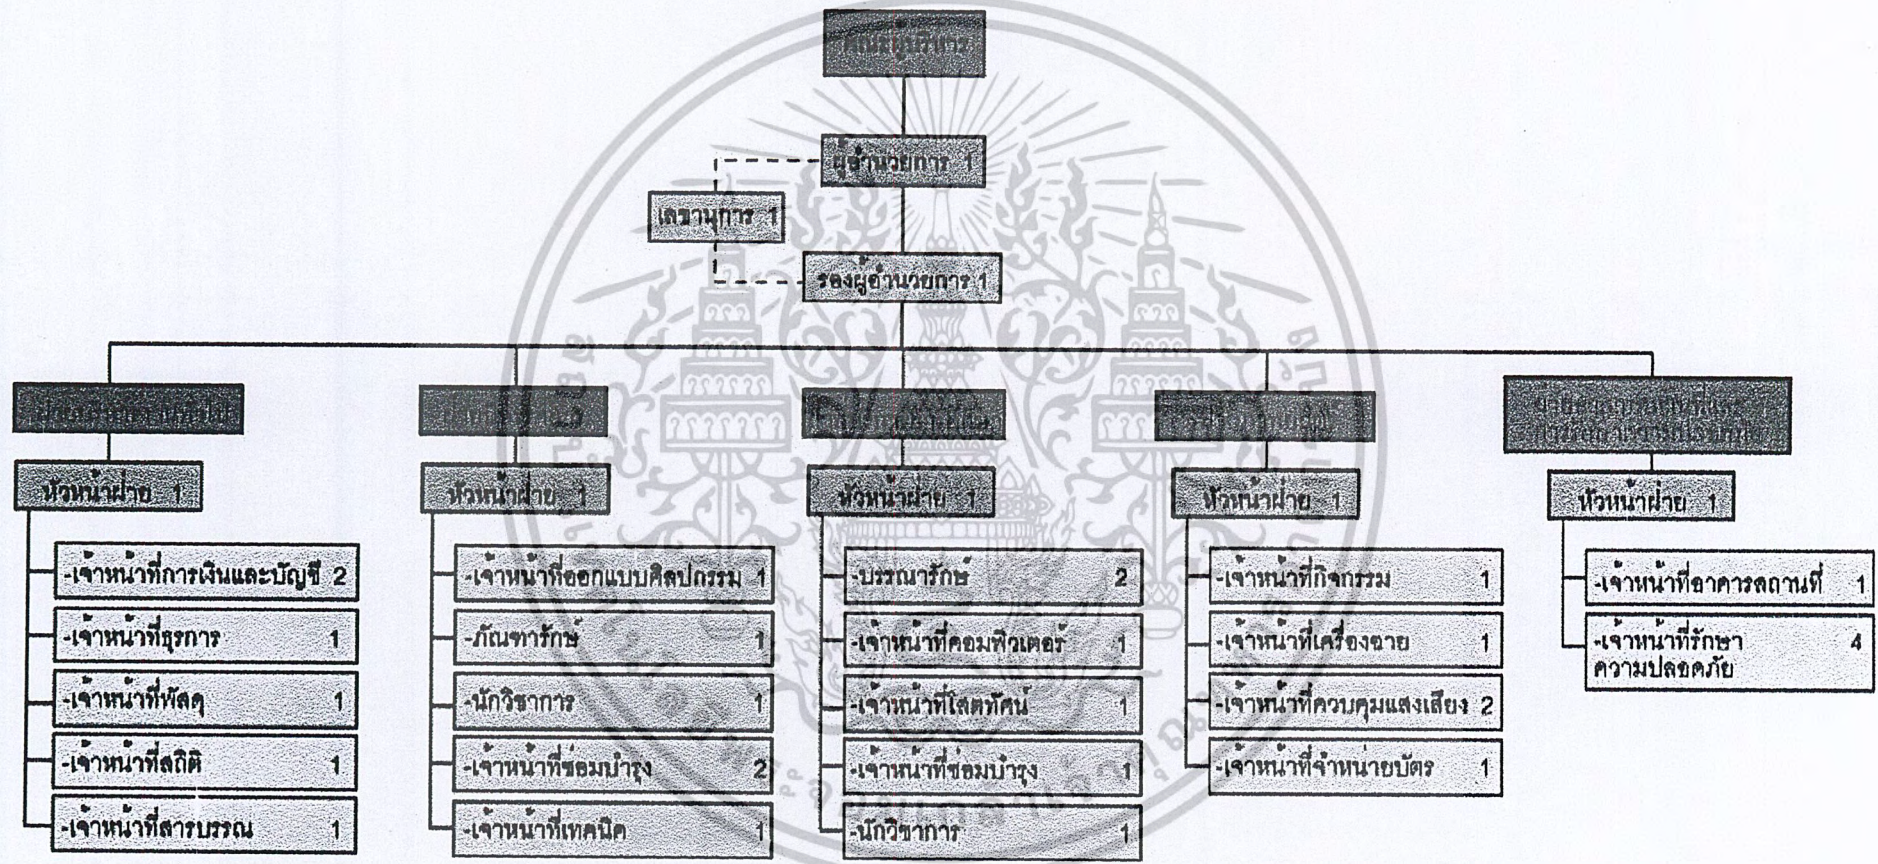 คณะผู้บริหาร
ผู้อำนวยการ 1
เลขานุการ 1
รองผู้อำนวยการ 1
หัวหน้าฝ่าย 1
-เจ้าหน้าที่การเงินและบัญชี 2
-เจ้าหน้าที่ธุรการ 1
-เจ้าหน้าที่พัสดุ 1
-เจ้าหน้าที่สถิติ 1
-เจ้าหน้าที่สารบรรณ 1
หัวหน้าฝ่าย 1
-เจ้าหน้าที่ออกแบบศิลปกรรม 1
-ภัณฑารักษ์ 1
-นักวิชาการ 1
-เจ้าหน้าที่ซ่อมบำรุง 2
-เจ้าหน้าที่เทคนิค 1
หัวหน้าฝ่าย 1
-บรรณารักษ์ 2
-เจ้าหน้าที่คอมพิวเตอร์ 1
-เจ้าหน้าที่โสตทัศน์ 1
-เจ้าหน้าที่ซ่อมบำรุง 1
-นักวิชาการ 1
หัวหน้าฝ่าย 1
-เจ้าหน้าที่กิจกรรม 1
-เจ้าหน้าที่เครื่องฉาย 1
-เจ้าหน้าที่ควบคุมแสงเสียง 2
-เจ้าหน้าที่จำหน่ายบัตร 1
หัวหน้าฝ่าย 1
-เจ้าหน้าที่อาคารสถานที่ 1
-เจ้าหน้าที่รักษา 4
ความปลอดภัย